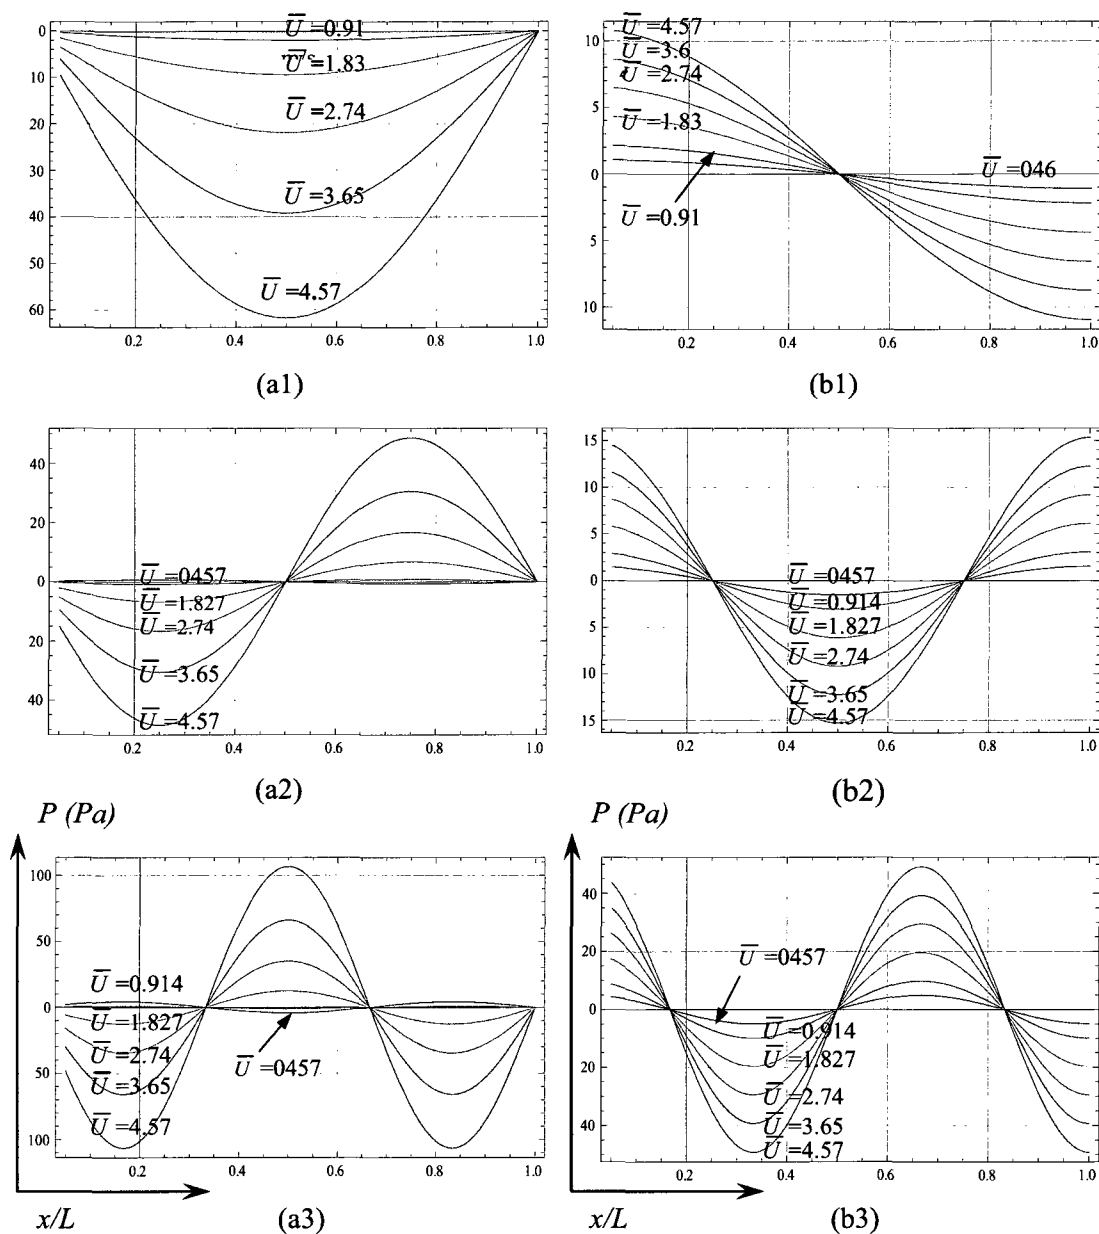 0
10
20
30
40
50
60
0.2
0.4
0.6
0.8
1.0
U̅ =0.91
U̅ =1.83
U̅ =2.74
U̅ =3.65
U̅ =4.57
(a1)
10
5
0
5
10
0.2
0.4
0.6
0.8
1.0
U̅ =4.57
U̅ =3.6
U̅ =2.74
U̅ =1.83
U̅ =0.91
U̅ =046
(b1)
40
20
0
20
40
0.2
0.4
0.6
0.8
1.0
U̅ =0457
U̅ =1.827
U̅ =2.74
U̅ =3.65
U̅ =4.57
(a2)
15
10
5
0
5
10
15
0.2
0.4
0.6
0.8
1.0
U̅ =0457
U̅ =0.914
U̅ =1.827
U̅ =2.74
U̅ =3.65
U̅ =4.57
(b2)
P (Pa)
100
50
0
50
100
0.2
0.4
0.6
0.8
1.0
U̅ =0.914
U̅ =1.827
U̅ =2.74
U̅ =3.65
U̅ =4.57
U̅ =0457
x/L
(a3)
P (Pa)
40
20
0
20
40
0.2
0.4
0.6
0.8
1.0
U̅ =0457
U̅ =0.914
U̅ =1.827
U̅ =2.74
U̅ =3.65
U̅ =4.57
x/L
(b3)